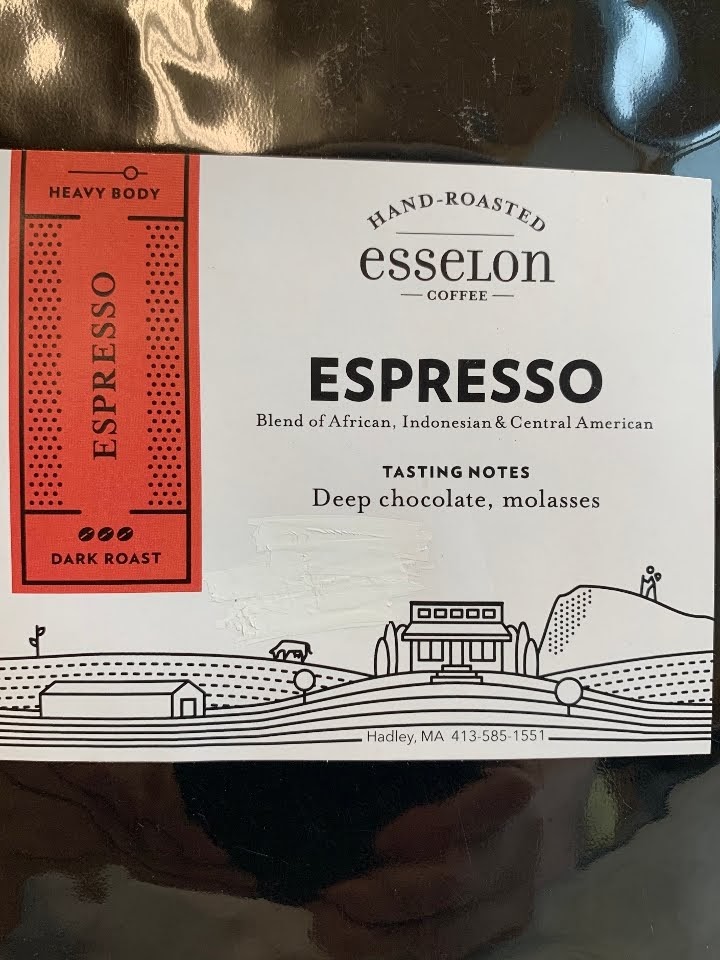 HEAVY BODY
ESPRESSO
DARK ROAST
HAND-ROASTED
esseLon
COFFEE
ESPRESSO
Blend of African, Indonesian & Central American
TASTING NOTES
Deep chocolate, molasses
Hadley, MA 413-585-1551